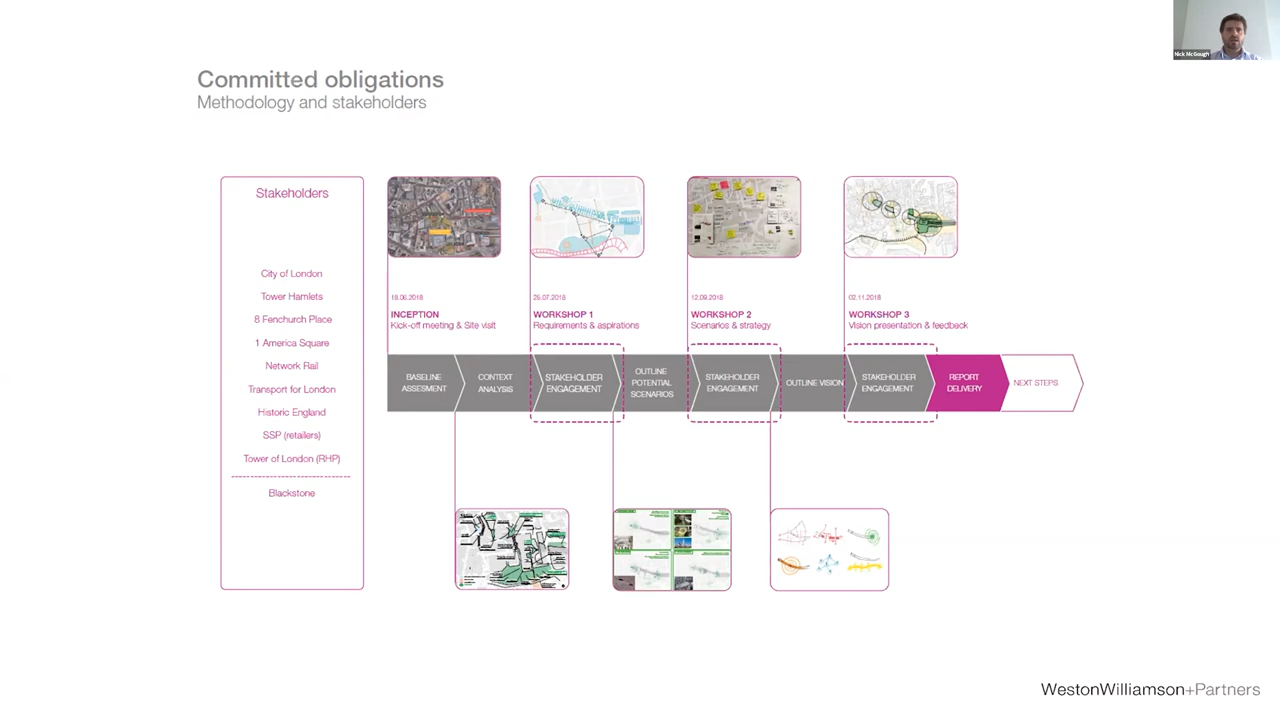 Nick McGough
Committed obligations
Methodology and stakeholders
Stakeholders
City of London
Tower Hamlets
8 Fenchurch Place
1 America Square
Network Rail
Transport for London
Historic England
SSP (retailers)
Tower of London (RHP)
Blackstone
18.06.2018
INCEPTION
Kick-off meeting & Site visit
25.07.2018
WORKSHOP 1
Requirements & aspirations
12.09.2018
WORKSHOP 2
Scenarios & strategy
02.11.2018
WORKSHOP 3
Vision presentation & feedback
BASELINE
ASSESMENT
CONTEXT
ANALYSIS
STAKEHOLDER
ENGAGEMENT
OUTLINE
POTENTIAL
SCENARIOS
STAKEHOLDER
ENGAGEMENT
OUTLINE VISION
STAKEHOLDER
ENGAGEMENT
REPORT
DELIVERY
NEXT STEPS
WestonWilliamson+Partners